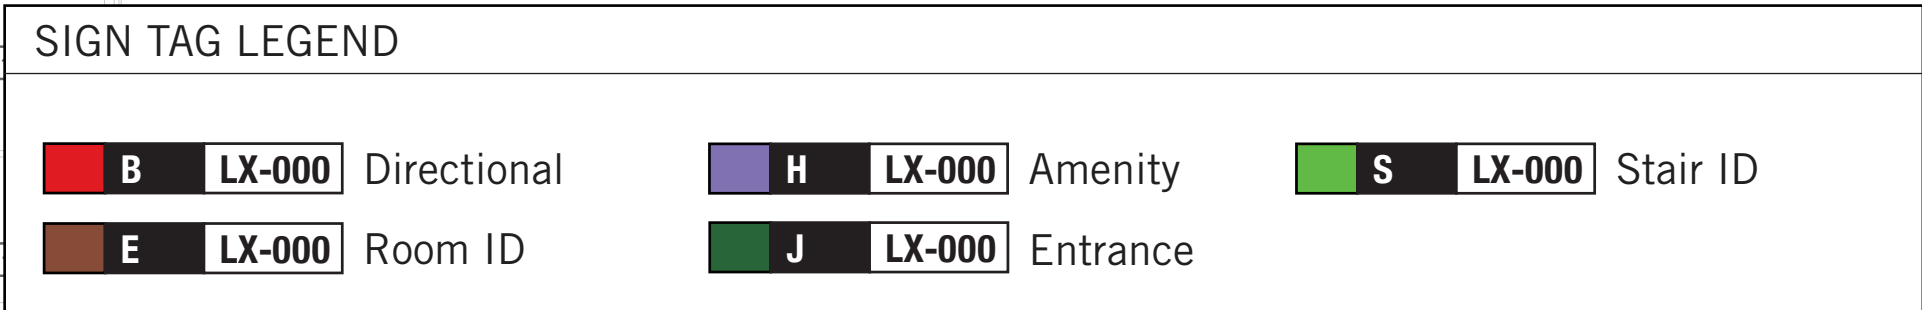 SIGN TAG LEGEND
B LX-000 Directional
H LX-000 Amenity
S LX-000 Stair ID
E LX-000 Room ID
J LX-000 Entrance